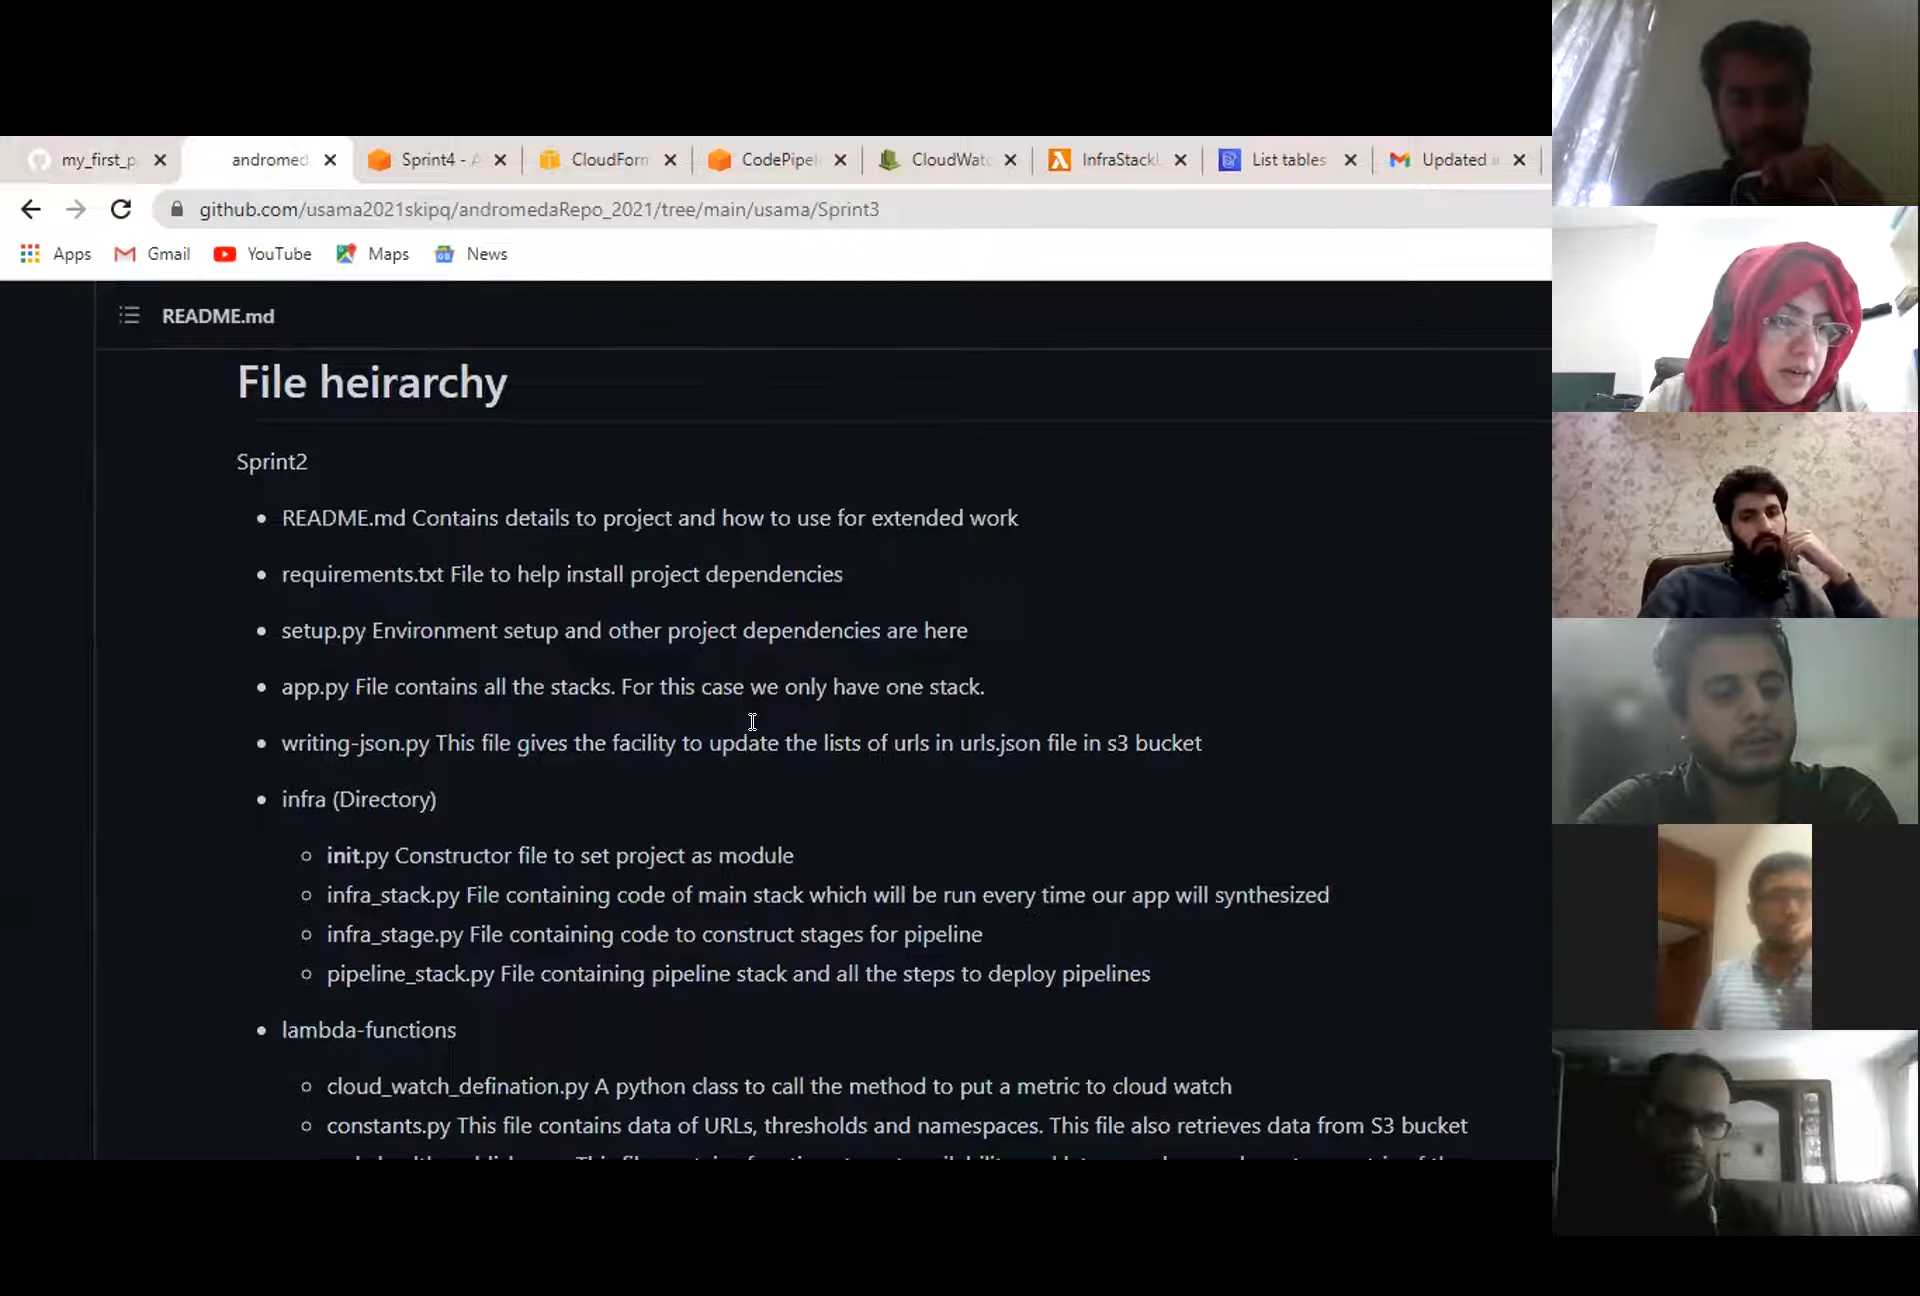 my_first_p
andromed
Sprint4 - A
CloudForm
CodePipel
CloudWatc
InfraStackL
List tables
Updated
github.com/usama2021skipq/andromedaRepo_2021/tree/main/usama/Sprint3
Apps
Gmail
YouTube
Maps
News
README.md
File heirarchy
Sprint2
README.md Contains details to project and how to use for extended work
requirements.txt File to help install project dependencies
setup.py Environment setup and other project dependencies are here
app.py File contains all the stacks. For this case we only have one stack.
writing-json.py This file gives the facility to update the lists of urls in urls.json file in s3 bucket
infra (Directory)
init.py Constructor file to set project as module
infra_stack.py File containing code of main stack which will be run every time our app will synthesized
infra_stage.py File containing code to construct stages for pipeline
pipeline_stack.py File containing pipeline stack and all the steps to deploy pipelines
lambda-functions
cloud_watch_defination.py A python class to call the method to put a metric to cloud watch
constants.py This file contains data of URLs, thresholds and namespaces. This file also retrieves data from S3 bucket